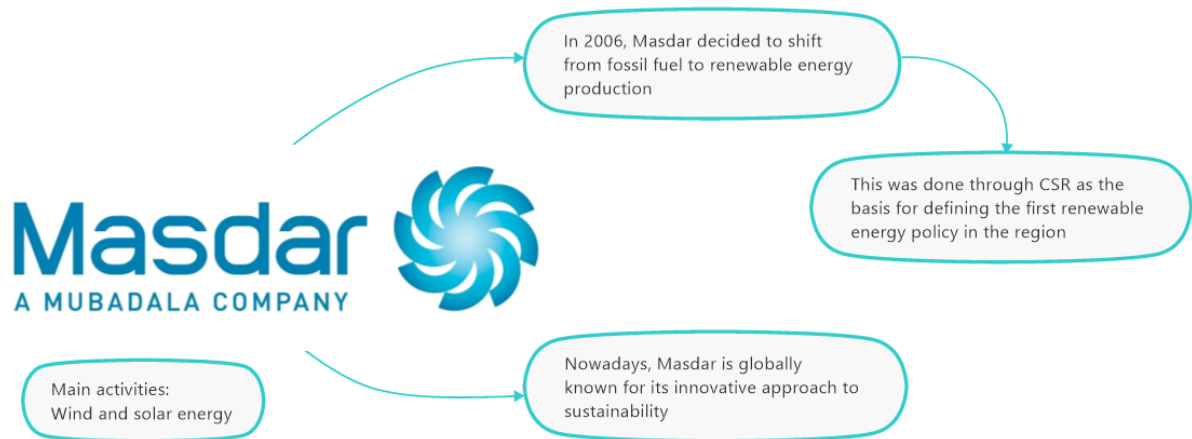 In 2006, Masdar decided to shift
from fossil fuel to renewable energy
production
This was done through CSR as the
basis for defining the first renewable
energy policy in the region
Masdar
A MUBADALA COMPANY
Nowadays, Masdar is globally
known for its innovative approach to
sustainability
Main activities:
Wind and solar energy